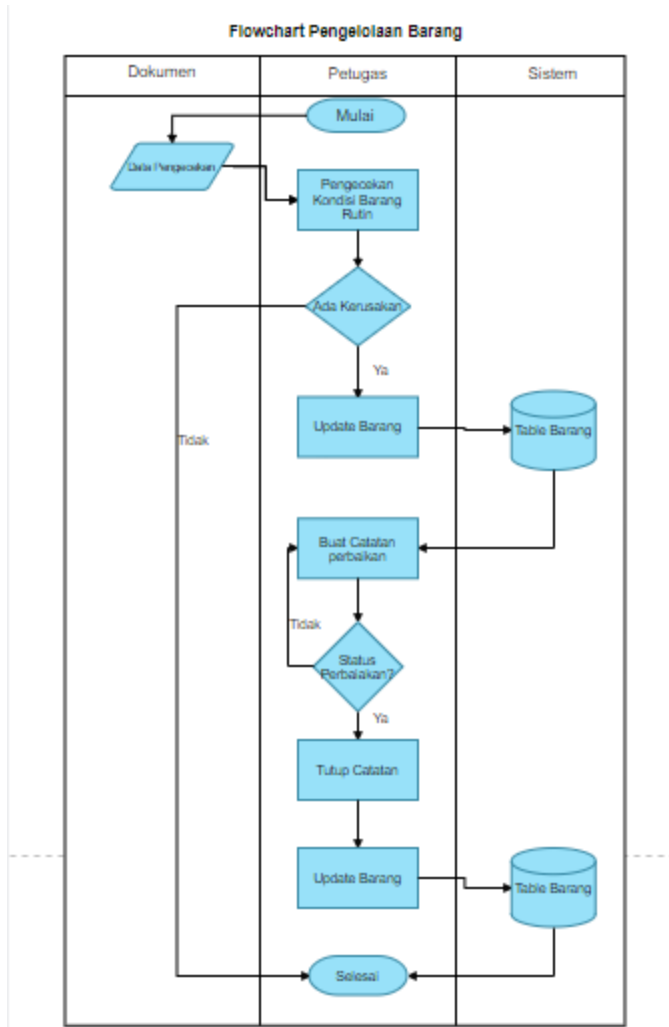 Flowchart Pengelolaan Barang
Dokumen
Petugas
Sistem
Mulai
Data Pengecekan
Pengecekan
Kondisi Barang
Rutin
Ada Kerusakan
Ya
Update Barang
Table Barang
Tidak
Buat Catatan
perbaikan
Tidak
Status
Perbaiakan?
Ya
Tutup Catatan
Update Barang
Table Barang
Selesai